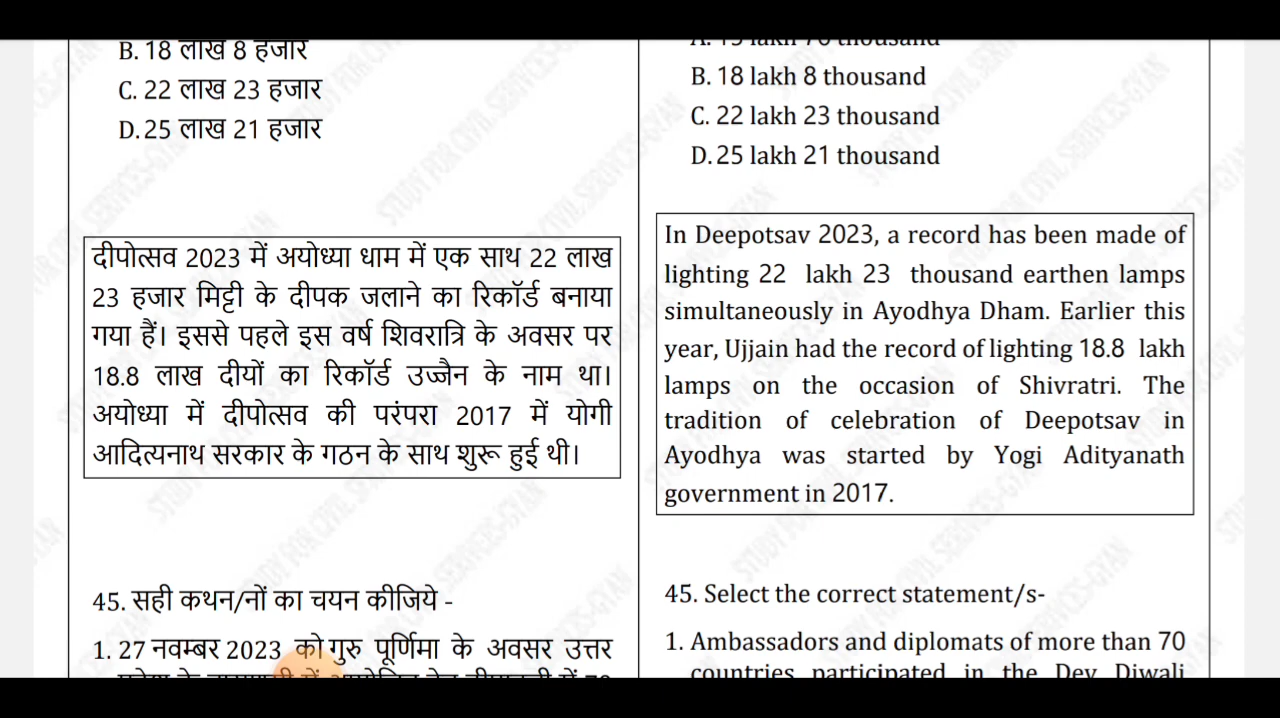 B. 18 लाख 8 हजार
C. 22 लाख 23 हजार
D. 25 लाख 21 हजार
दीपोत्सव 2023 में अयोध्या धाम में एक साथ 22 लाख
23 हजार मिट्टी के दीपक जलाने का रिकॉर्ड बनाया
गया हैं। इससे पहले इस वर्ष शिवरात्रि के अवसर पर
18.8 लाख दीयों का रिकॉर्ड उज्जैन के नाम था।
अयोध्या में दीपोत्सव की परंपरा 2017 में योगी
आदित्यनाथ सरकार के गठन के साथ शुरू हुई थी।
45. सही कथन/नों का चयन कीजिये -
1. 27 नवम्बर 2023 को गुरु पूर्णिमा के अवसर उत्तर
B. 18 lakh 8 thousand
C. 22 lakh 23 thousand
D. 25 lakh 21 thousand
In Deepotsav 2023, a record has been made of
lighting 22 lakh 23 thousand earthen lamps
simultaneously in Ayodhya Dham. Earlier this
year, Ujjain had the record of lighting 18.8 lakh
lamps on the occasion of Shivratri. The
tradition of celebration of Deepotsav in
Ayodhya was started by Yogi Adityanath
government in 2017.
45. Select the correct statement/s-
1. Ambassadors and diplomats of more than 70
countries participated in the Dev Diwali